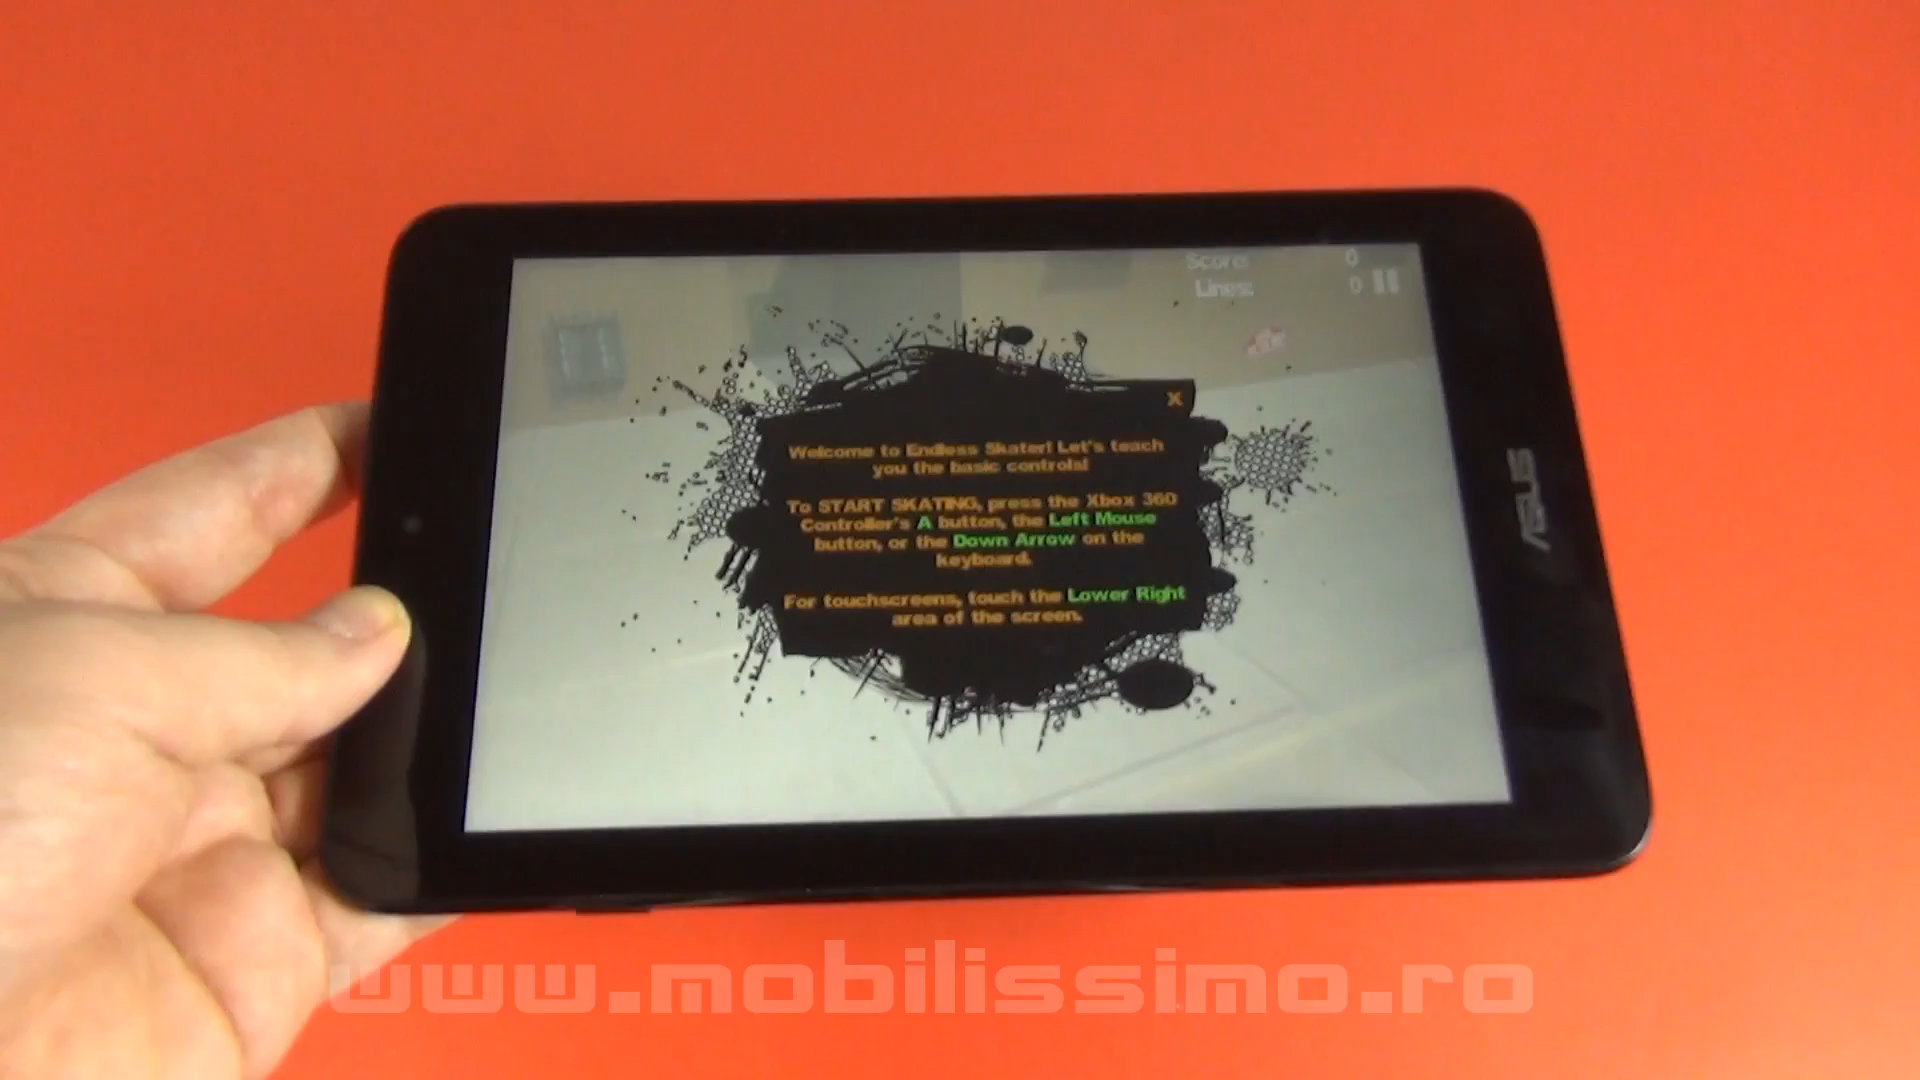 Score: 0
Lines: 0
X
Welcome to Endless Skater! Let's teach
you the basic controls!
To START SKATING, press the Xbox 360
Controller's A button, the Left Mouse
button, or the Down Arrow on the
keyboard.
For touchscreens, touch the Lower Right
area of the screen.
ASUS
www.mobilissimo.ro